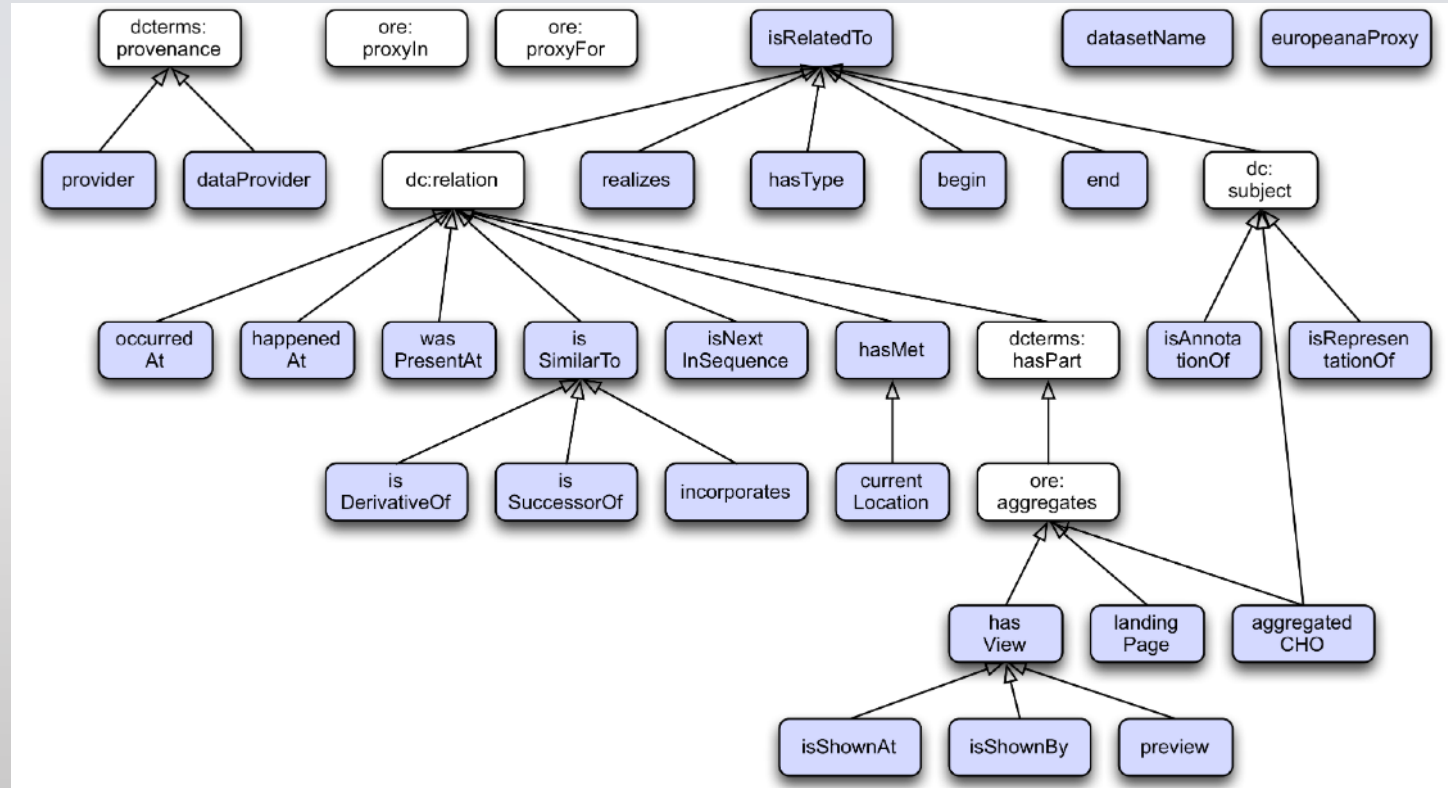 dcterms:
provenance
ore:
proxyIn
ore:
proxyFor
isRelatedTo
datasetName
europeanaProxy
provider
dataProvider
dc:relation
realizes
hasType
begin
end
dc:
subject
occurred
At
happened
At
was
PresentAt
is
SimilarTo
isNext
InSequence
hasMet
dcterms:
hasPart
isAnnota
tionOf
isRepresen
tationOf
is
DerivativeOf
is
SuccessorOf
incorporates
current
Location
ore:
aggregates
has
View
landing
Page
aggregated
CHO
isShownAt
isShownBy
preview